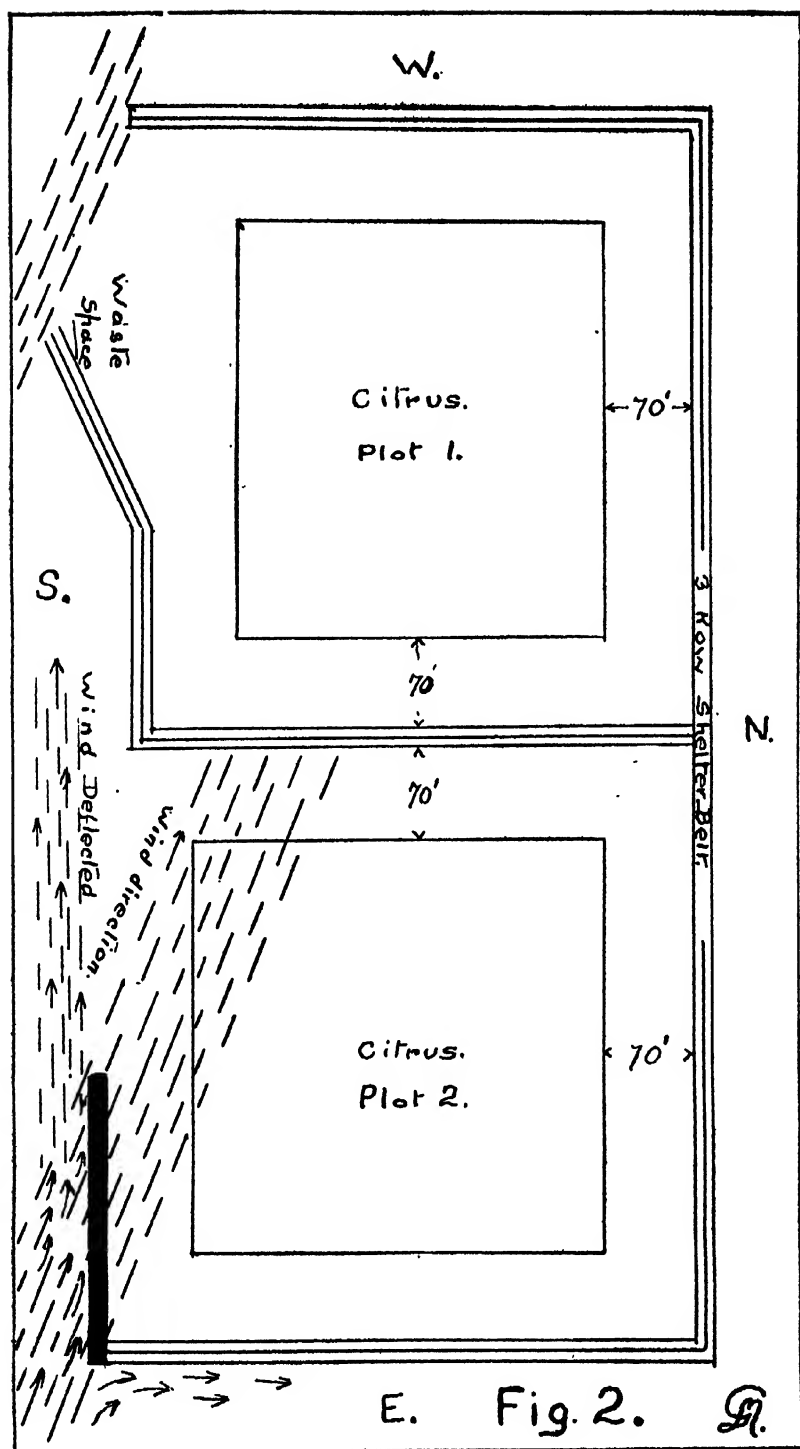 W.
Waste
Space
Citrus.
Plot 1.
70'
S.
70'
3 Row Shelter Belt.
N.
70'
Wind Deflected
Wind direction.
Citrus.
Plot 2.
70'
E.
Fig. 2.